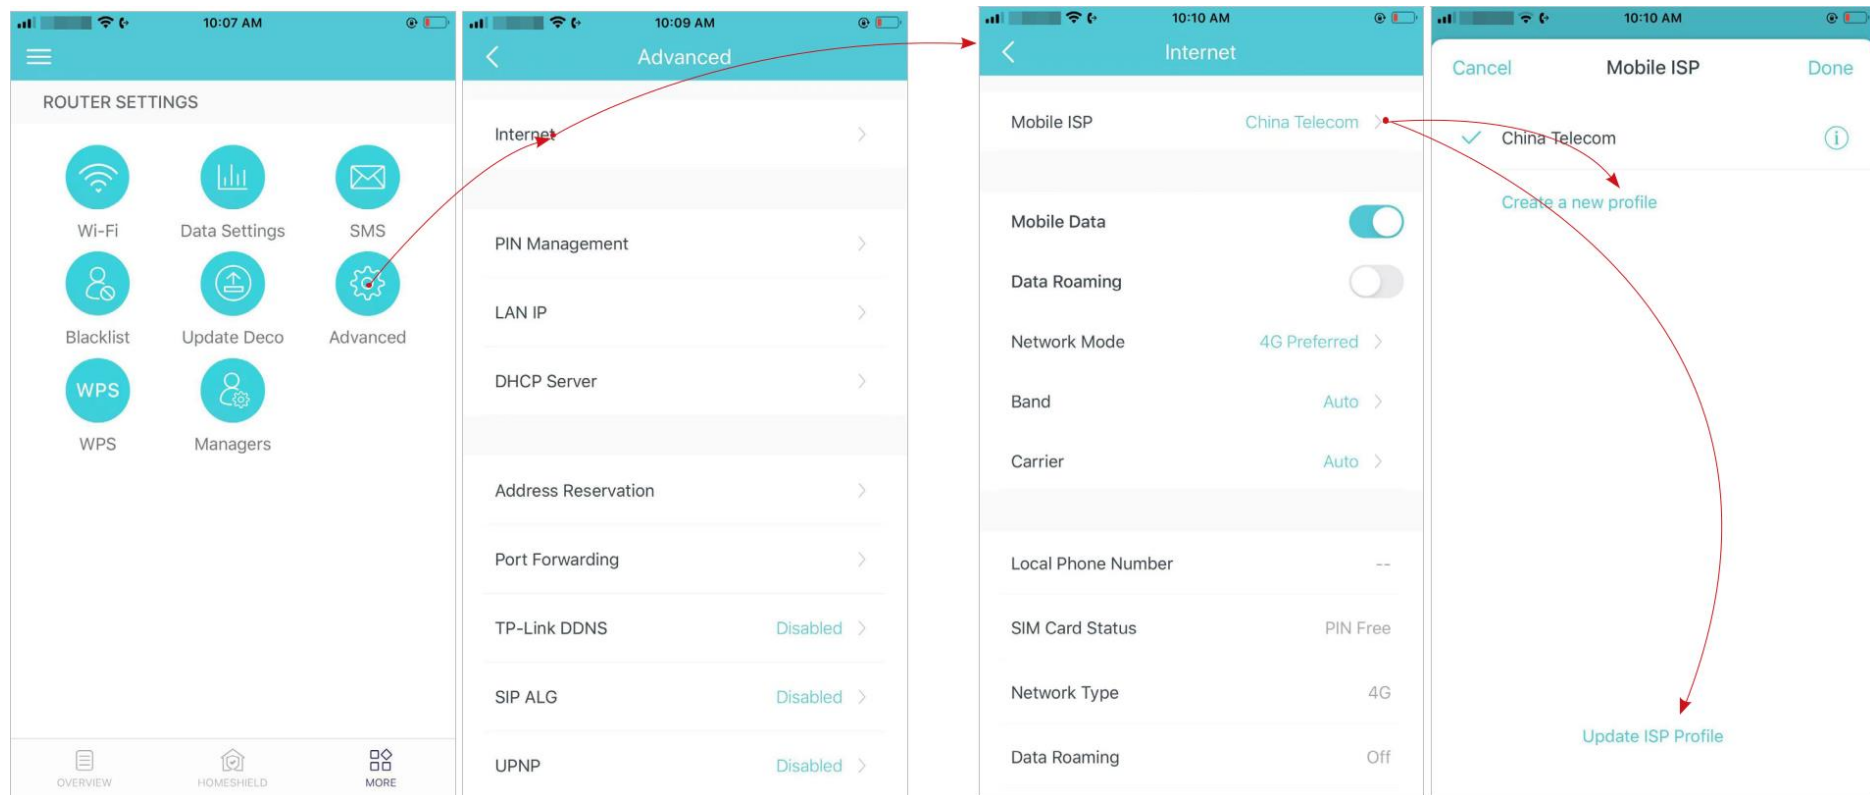 10:07 AM
ROUTER SETTINGS
Wi-Fi
Data Settings
SMS
Blacklist
Update Deco
Advanced
WPS
WPS
Managers
OVERVIEW
HOMESHIELD
MORE
10:09 AM
Advanced
Internet
PIN Management
LAN IP
DHCP Server
Address Reservation
Port Forwarding
TP-Link DDNS Disabled
SIP ALG Disabled
UPNP Disabled
10:10 AM
Internet
Mobile ISP China Telecom
Mobile Data
Data Roaming
Network Mode 4G Preferred
Band Auto
Carrier Auto
Local Phone Number --
SIM Card Status PIN Free
Network Type 4G
Data Roaming Off
10:10 AM
Cancel Mobile ISP Done
China Telecom
Create a new profile
Update ISP Profile